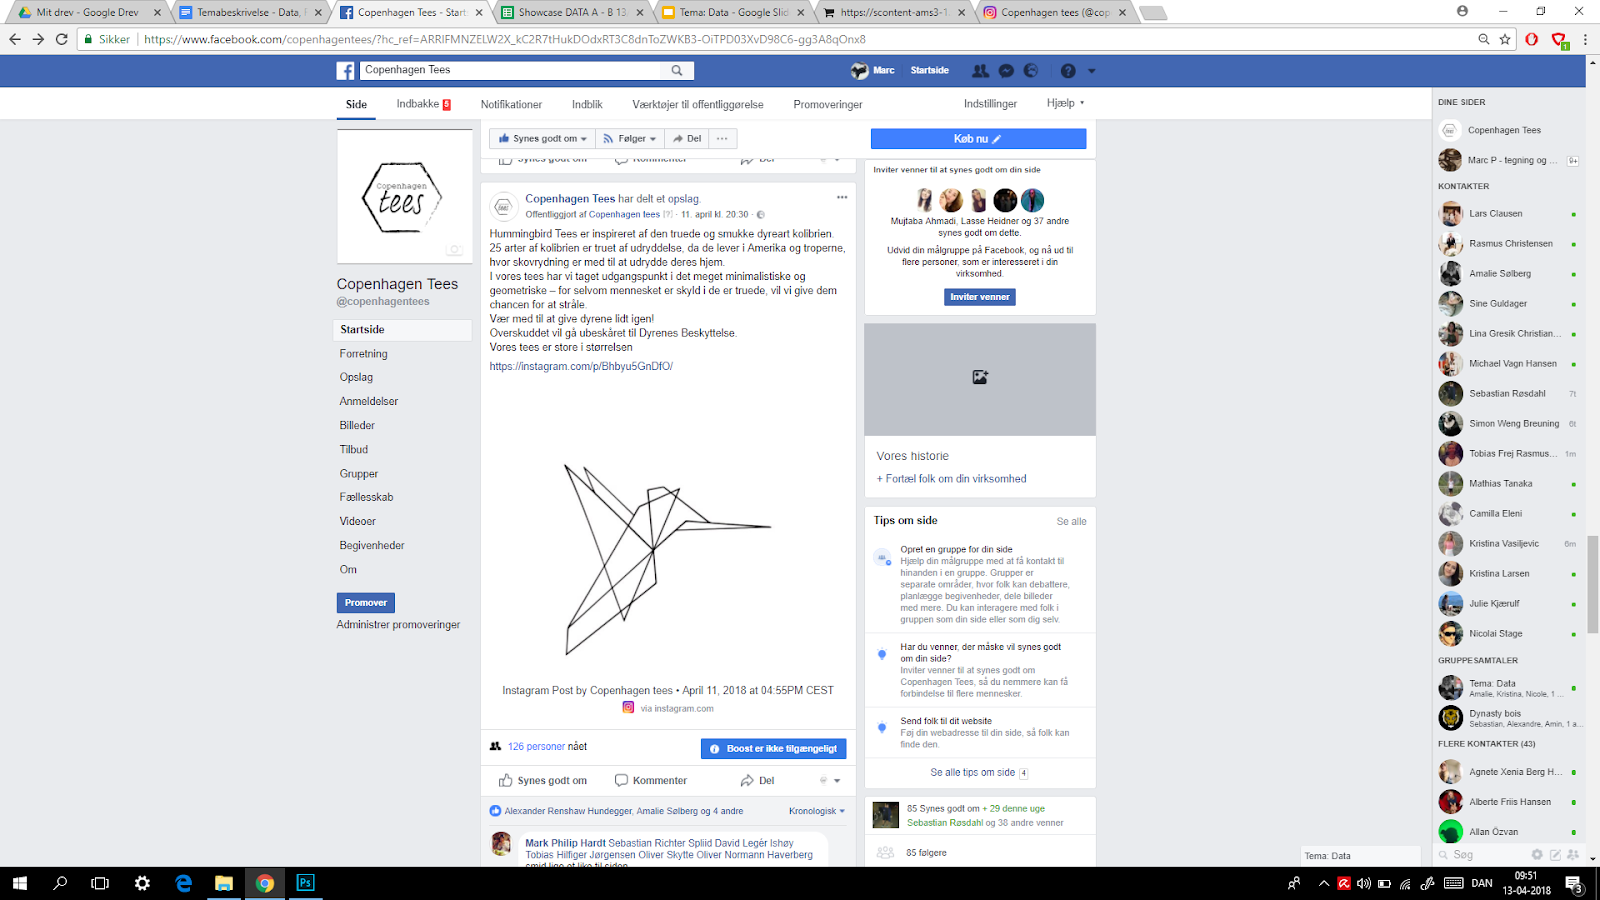 Mit drev - Google Drev
Temabeskrivelse - Data, F
Copenhagen Tees - Start
Showcase DATA A - B 13
Tema: Data - Google Slid
https://scontent-ams3-1
Copenhagen tees (@cop
Sikker
https://www.facebook.com/copenhagentees/?hc_ref=ARRIFMNZELW2X_kC2R7tHukDOdxRT3C8dnToZWKB3-OiTPD03XvD98C6-gg3A8qOnx8
Copenhagen Tees
Marc
Startside
Side
Indbakke 5
Notifikationer
Indblik
Værktøjer til offentliggørelse
Promoveringer
Indstillinger
Hjælp
Copenhagen
tees
Copenhagen Tees
@copenhagentees
Startside
Forretning
Opslag
Anmeldelser
Billeder
Tilbud
Grupper
Fællesskab
Videoer
Begivenheder
Om
Promover
Administrer promoveringer
Synes godt om
Følger
Del
Køb nu
Synes godt om
Kommenter
Del
Copenhagen Tees har delt et opslag.
Offentliggjort af Copenhagen tees [?] · 11. april kl. 20:30 ·
Hummingbird Tees er inspireret af den truede og smukke dyreart kolibrien.
25 arter af kolibrien er truet af udryddelse, da de lever i Amerika og troperne,
hvor skovrydning er med til at udrydde deres hjem.
I vores tees har vi taget udgangspunkt i det meget minimalistiske og
geometriske – for selvom mennesket er skyld i de er truede, vil vi give dem
chancen for at stråle.
Vær med til at give dyrene lidt igen!
Overskuddet vil gå ubeskåret til Dyrenes Beskyttelse.
Vores tees er store i størrelsen
https://instagram.com/p/Bhbyu5GnDfO/
Instagram Post by Copenhagen tees • April 11, 2018 at 04:55PM CEST
via instagram.com
126 personer nået
Boost er ikke tilgængeligt
Synes godt om
Kommenter
Del
Alexander Renshaw Hundegger, Amalie Sølberg og 4 andre
Kronologisk
Mark Philip Hardt Sebastian Richter Spliid David Legér Ishøy
Tobias Hilfiger Jørgensen Oliver Skytte Oliver Normann Haverberg
smid lige et like til siden
Inviter venner til at synes godt om din side
Mujtaba Ahmadi, Lasse Heidner og 37 andre
synes godt om dette.
Udvid din målgruppe på Facebook, og nå ud til
flere personer, som er interesseret i din
virksomhed.
Inviter venner
Vores historie
+ Fortæl folk om din virksomhed
Tips om side
Se alle
Opret en gruppe for din side
Hjælp din målgruppe med at få kontakt til
hinanden i en gruppe. Grupper er
separate områder, hvor folk kan debattere,
planlægge begivenheder, dele billeder
med mere. Du kan interagere med folk i
gruppen som din side eller som dig selv.
Har du venner, der måske vil synes godt
om din side?
Inviter venner til at synes godt om
Copenhagen Tees, så du nemmere kan få
forbindelse til flere mennesker.
Send folk til dit website
Føj din webadresse til din side, så folk kan
finde den.
Se alle tips om side 4
85 Synes godt om + 29 denne uge
Sebastian Røsdahl og 38 andre venner
85 følgere
DINE SIDER
Copenhagen Tees
Marc P - tegning og ... 9+
KONTAKTER
Lars Clausen
Rasmus Christensen
Amalie Sølberg
Sine Guldager
Lina Gresik Christian...
Michael Vagn Hansen
Sebastian Røsdahl 7t
Simon Weng Breuning 6t
Tobias Frej Rasmus... 1m
Mathias Tanaka
Camilla Eleni
Kristina Vasiljevic 6m
Kristina Larsen
Julie Kjærulf
Nicolai Stage
GRUPPESAMTALER
Tema: Data
Amalie, Kristina, Nicole, 1 ...
Dynasty bois
Sebastian, Alexandre, Amin, 1 a...
FLERE KONTAKTER (43)
Agnete Xenia Berg H...
Alberte Friis Hansen
Allan Özvan
Søg
Tema: Data
Ps
DAN
09:51
13-04-2018
3